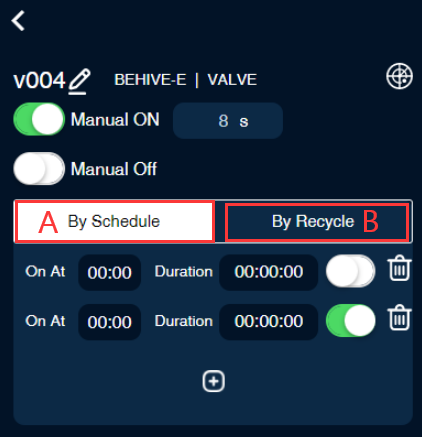 v004 BEHIVE-E | VALVE
Manual ON 8 s
Manual Off
A By Schedule By Recycle B
On At 00:00 Duration 00:00:00
On At 00:00 Duration 00:00:00